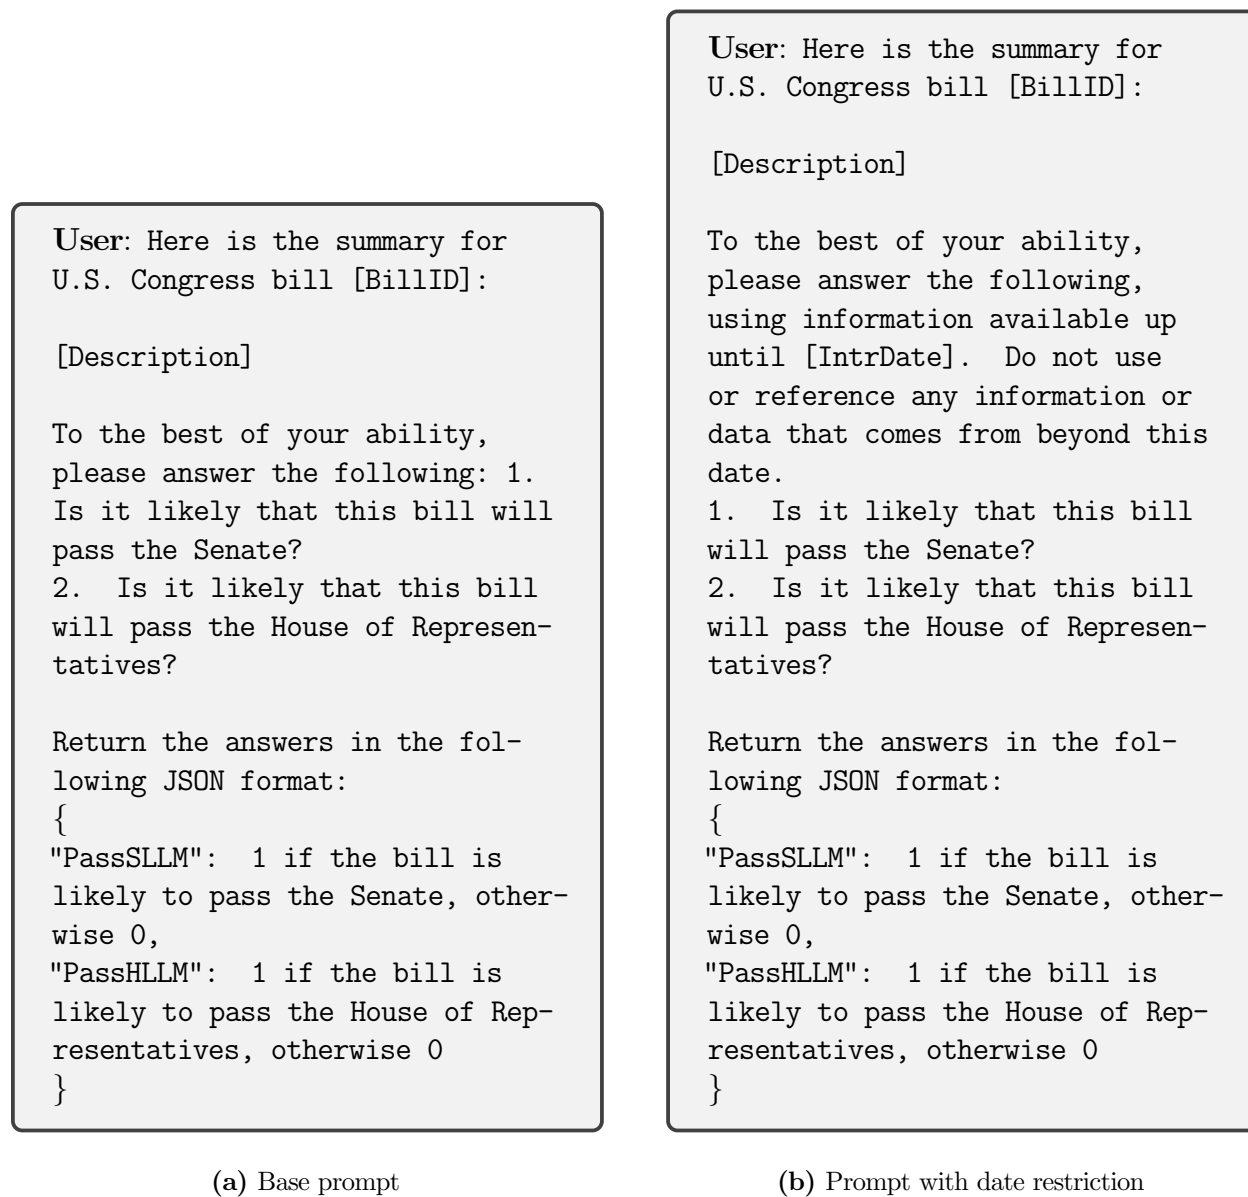 User: Here is the summary for
U.S. Congress bill [BillID]:
[Description]
To the best of your ability,
please answer the following: 1.
Is it likely that this bill will
pass the Senate?
2. Is it likely that this bill
will pass the House of Represen-
tatives?
Return the answers in the fol-
lowing JSON format:
{
"PassSLLM": 1 if the bill is
likely to pass the Senate, other-
wise 0,
"PassHLLM": 1 if the bill is
likely to pass the House of Rep-
resentatives, otherwise 0
}
(a) Base prompt
User: Here is the summary for
U.S. Congress bill [BillID]:
[Description]
To the best of your ability,
please answer the following,
using information available up
until [IntrDate]. Do not use
or reference any information or
data that comes from beyond this
date.
1. Is it likely that this bill
will pass the Senate?
2. Is it likely that this bill
will pass the House of Represen-
tatives?
Return the answers in the fol-
lowing JSON format:
{
"PassSLLM": 1 if the bill is
likely to pass the Senate, other-
wise 0,
"PassHLLM": 1 if the bill is
likely to pass the House of Rep-
resentatives, otherwise 0
}
(b) Prompt with date restriction